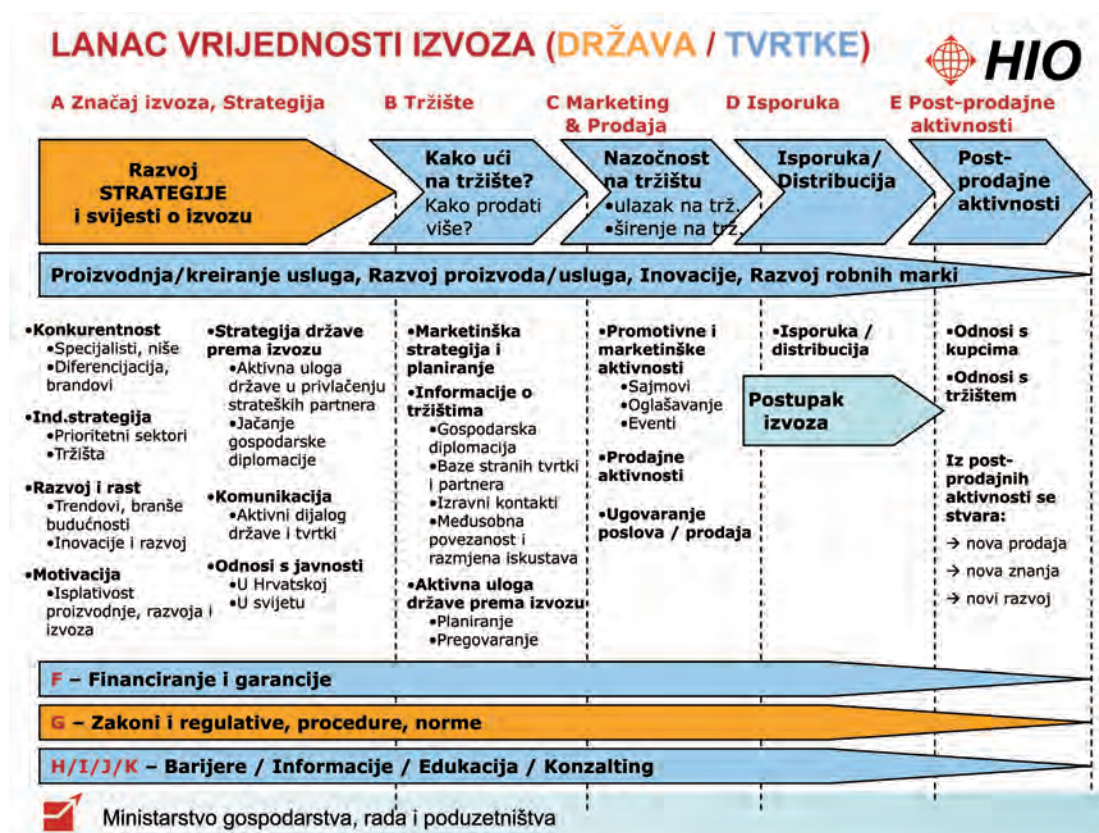 LANAC VRIJEDNOSTI IZVOZA (DRŽAVA / TVRTKE)
HIO
A Značaj izvoza, Strategija
B Tržište
C Marketing
& Prodaja
D Isporuka
E Post-prodajne
aktivnosti
Razvoj
STRATEGIJE
i svijesti o izvozu
Kako ući
na tržište?
Kako prodati
više?
Nazočnost
na tržištu
•ulazak na trž.
•širenje na trž.
Isporuka/
Distribucija
Post-
prodajne
aktivnosti
Proizvodnja/kreiranje usluga, Razvoj proizvoda/usluga, Inovacije, Razvoj robnih marki
•Konkurentnost
•Specijalisti, niše
•Diferencijacija,
brandovi
•Ind.strategija
•Prioritetni sektori
•Tržišta
•Razvoj i rast
•Trendovi, branše
budućnosti
•Inovacije i razvoj
•Motivacija
•Isplativost
proizvodnje, razvoja i
izvoza
•Strategija države
prema izvozu
•Aktivna uloga
države u privlačenju
strateških partnera
•Jačanje
gospodarske
diplomacije
•Komunikacija
•Aktivni dijalog
države i tvrtki
•Odnosi s javnosti
•U Hrvatskoj
•U svijetu
•Marketinška
strategija i
planiranje
•Informacije o
tržištima
•Gospodarska
diplomacija
•Baze stranih tvrtki
i partnera
•Izravni kontakti
•Međusobna
povezanost i
razmjena iskustava
•Aktivna uloga
države prema izvozu
•Planiranje
•Pregovaranje
•Promotivne i
marketinške
aktivnosti
•Sajmovi
•Oglašavanje
•Eventi
•Prodajne
aktivnosti
•Ugovaranje
poslova / prodaja
•Isporuka /
distribucija
Postupak
izvoza
•Odnosi s
kupcima
•Odnosi s
tržištem
Iz post-
prodajnih
aktivnosti se
stvara:
→ nova prodaja
→ nova znanja
→ novi razvoj
F – Financiranje i garancije
G – Zakoni i regulative, procedure, norme
H/I/J/K – Barijere / Informacije / Edukacija / Konzalting
Ministarstvo gospodarstva, rada i poduzetništva